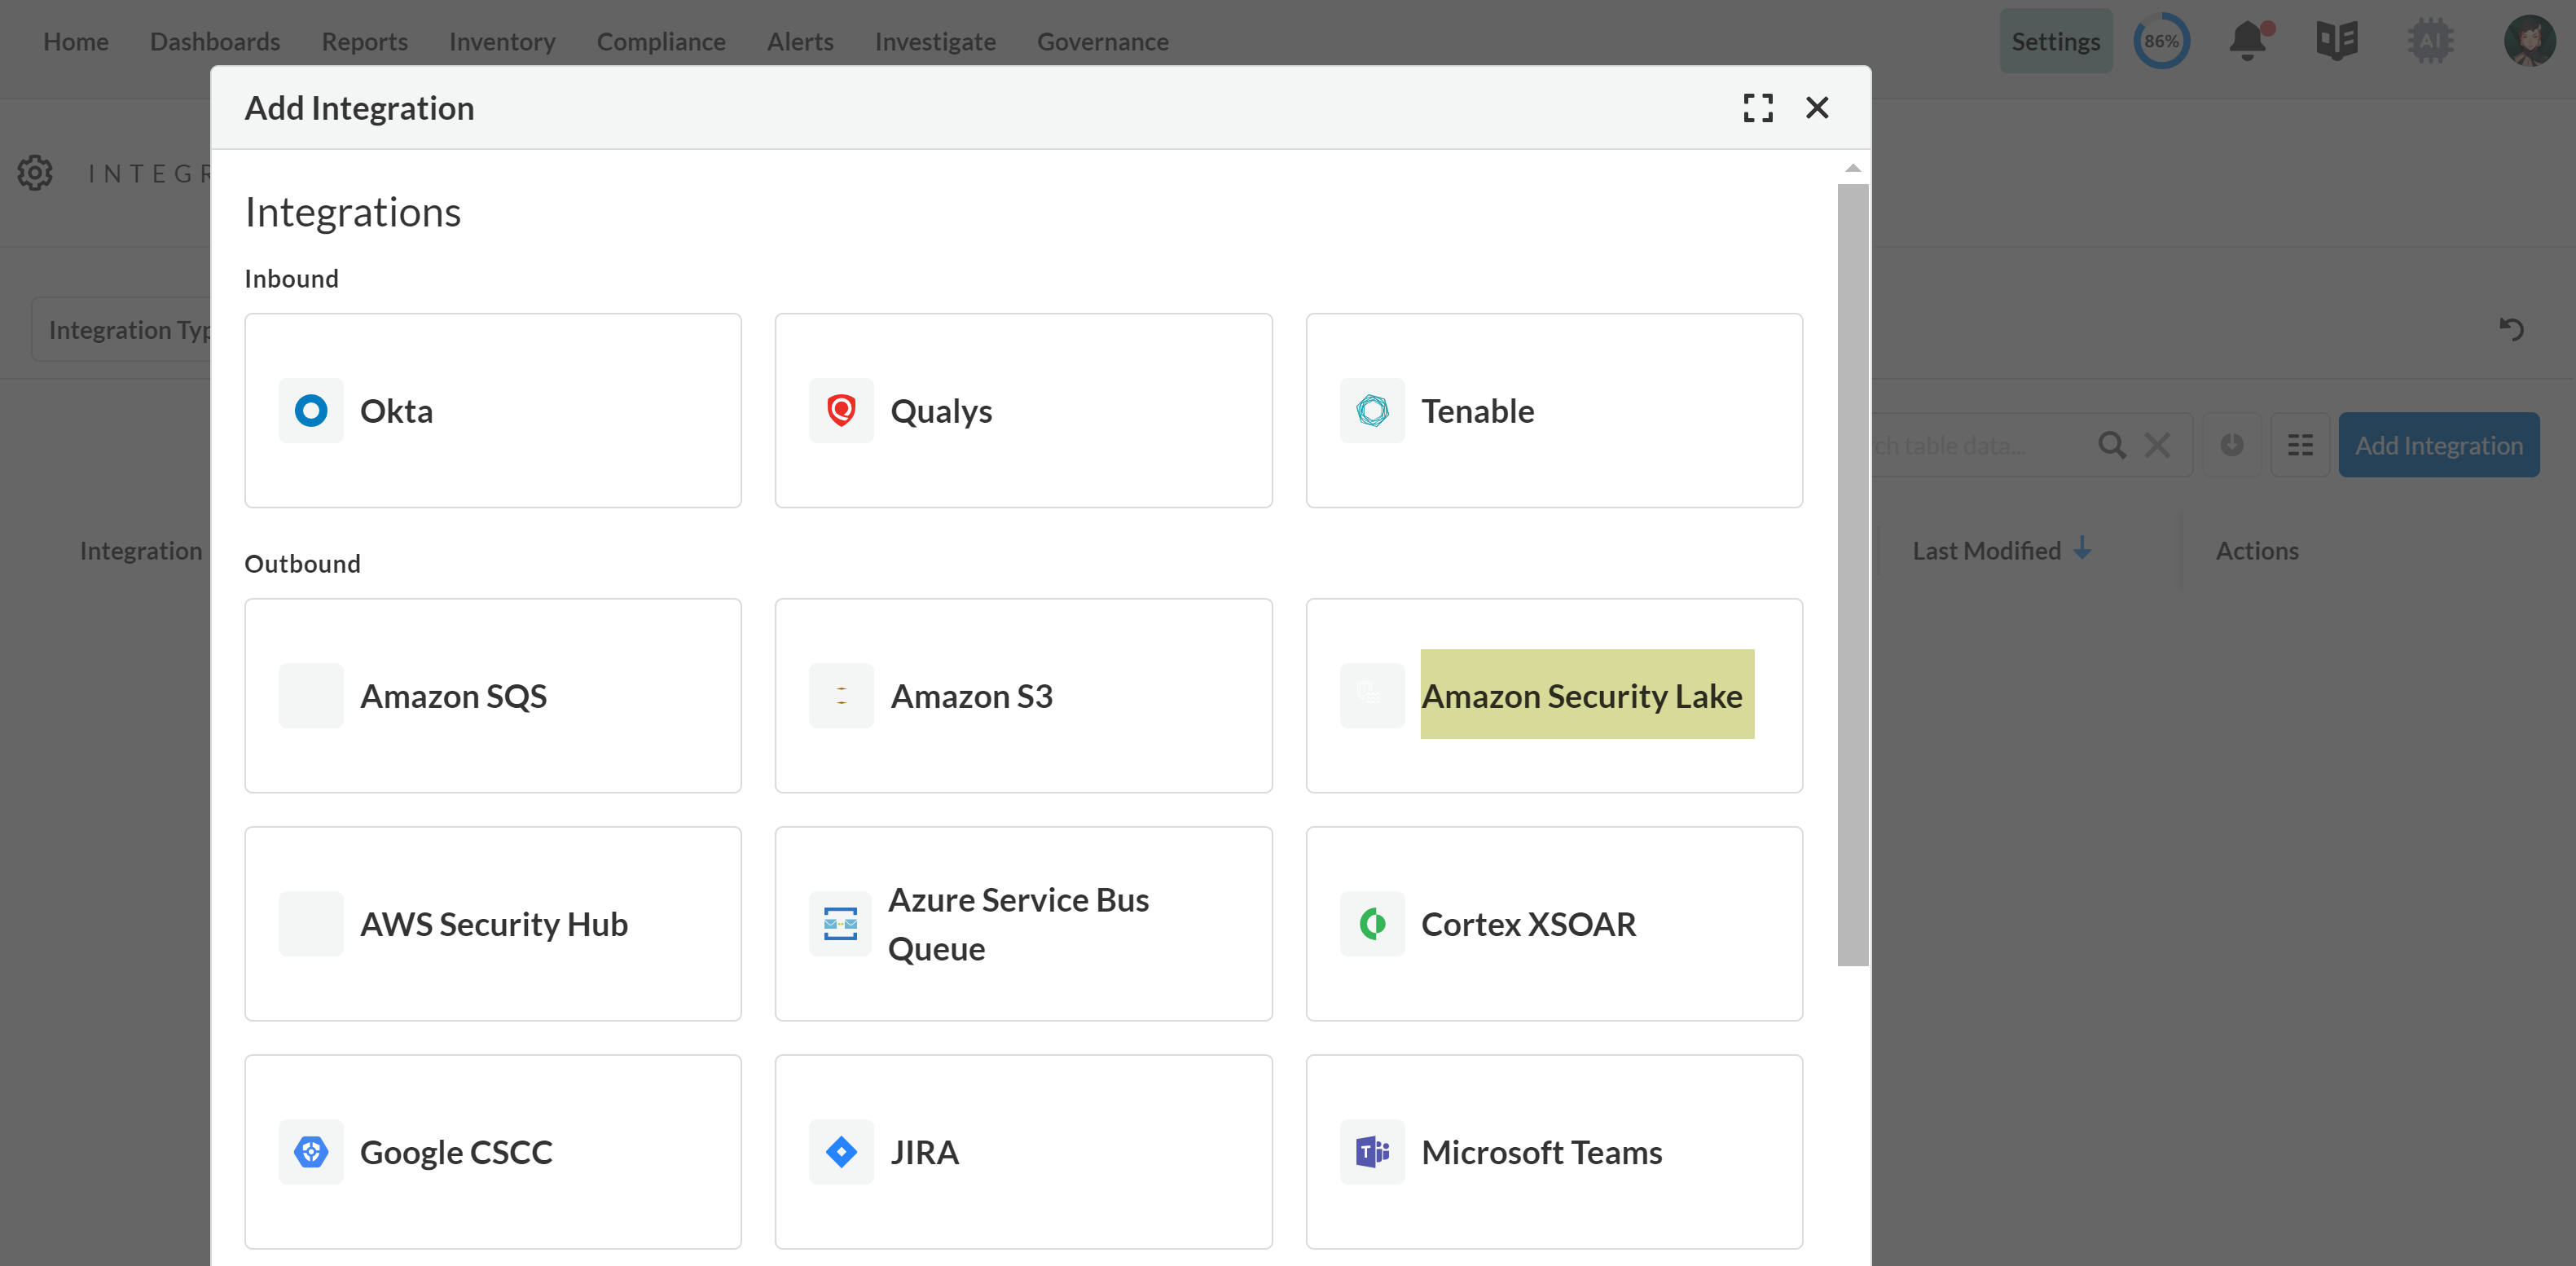 Home Dashboards Reports Inventory Compliance Alerts Investigate Governance Settings 86% AI
Add Integration
INTEGR
Integrations
Inbound
Integration Typ
Okta Qualys Tenable
ch table data... Add Integration
Integration Last Modified Actions
Outbound
Amazon SQS Amazon S3 Amazon Security Lake
AWS Security Hub Azure Service Bus Queue Cortex XSOAR
Google CSCC JIRA Microsoft Teams